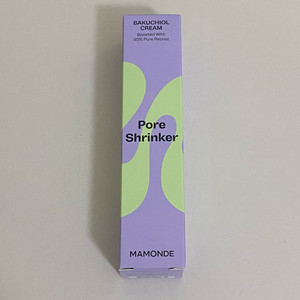 BAKUCHIOL
CREAM
Boosted With
95% Pure Retinol
Pore
Shrinker
MAMONDE